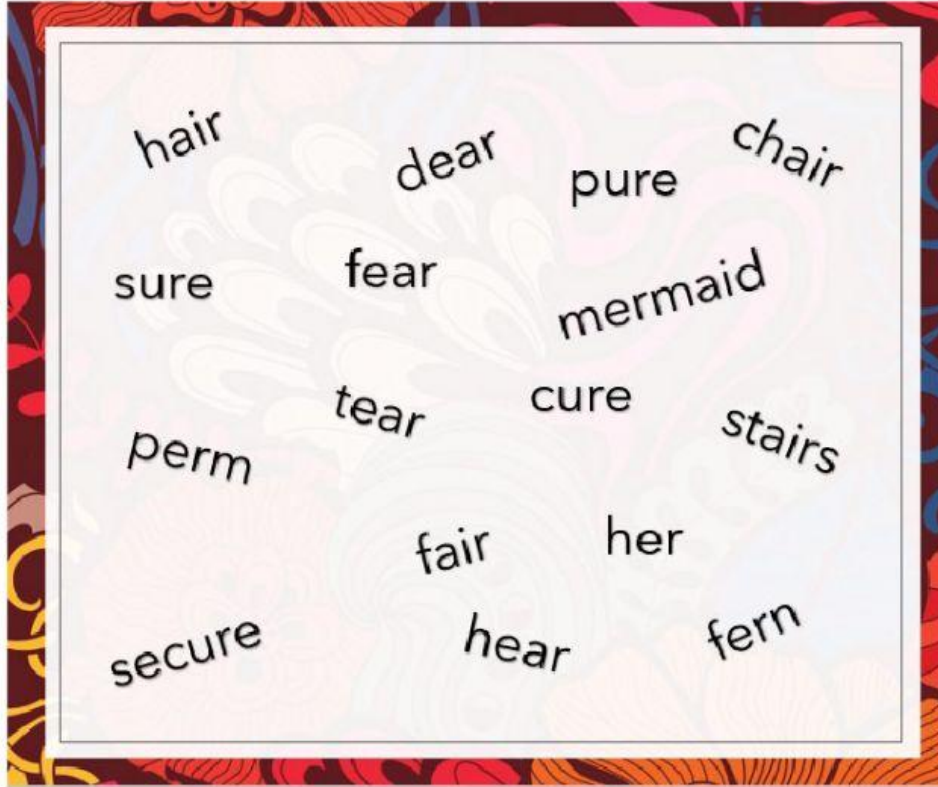 hair
dear
pure
chair
sure
fear
mermaid
tear
cure
stairs
perm
fair
her
secure
hear
fern